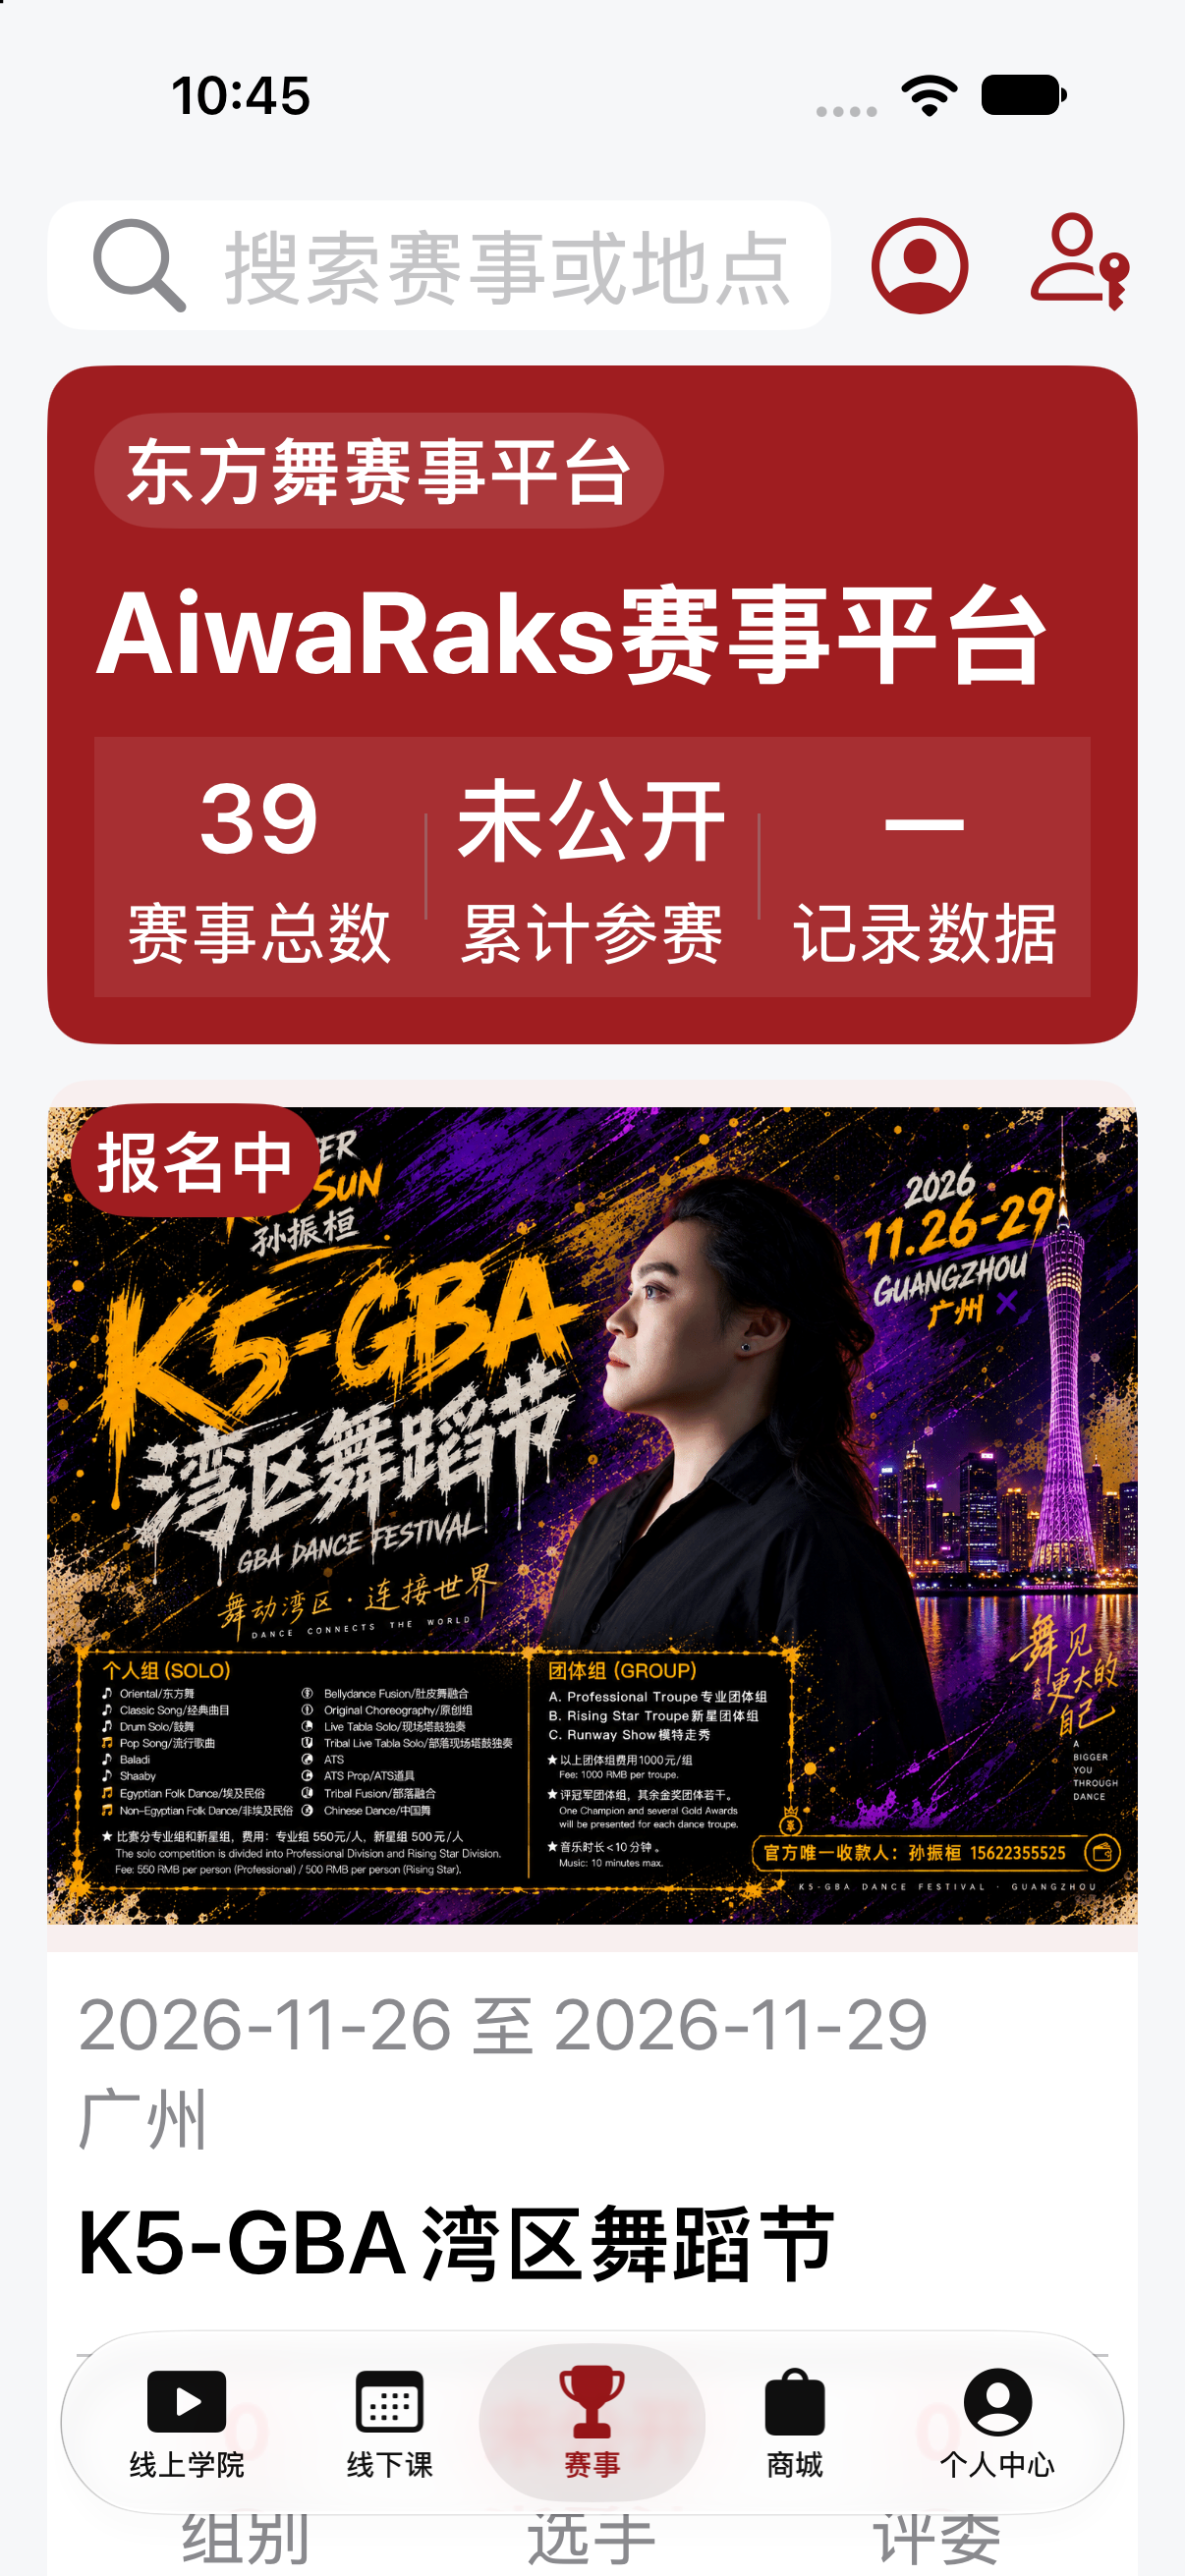 10:45
搜索赛事或地点
东方舞赛事平台
AiwaRaks赛事平台
39
未公开
—
赛事总数
累计参赛
记录数据
报名中
SUN
孙振桓
K5-GBA
湾区舞蹈节
GBA DANCE FESTIVAL
舞动湾区·连接世界
DANCE CONNECTS THE WORLD
2026
11.26-29
GUANGZHOU
广州
舞见
更大的
自己
A
BIGGER
YOU
THROUGH
DANCE
个人组 (SOLO)
Oriental/东方舞
Classic Song/经典曲目
Drum Solo/鼓舞
Pop Song/流行歌曲
Baladi
Shaaby
Egyptian Folk Dance/埃及民俗
Non-Egyptian Folk Dance/非埃及民俗
Bellydance Fusion/肚皮舞融合
Original Choreography/原创组
Live Tabla Solo/现场塔鼓独奏
Tribal Live Tabla Solo/部落现场塔鼓独奏
ATS
ATS Prop/ATS道具
Tribal Fusion/部落融合
Chinese Dance/中国舞
★ 比赛分专业组和新星组，费用：专业组 550元/人，新星组 500元/人
The solo competition is divided into Professional Division and Rising Star Division.
Fee: 550 RMB per person (Professional) / 500 RMB per person (Rising Star).
团体组 (GROUP)
A. Professional Troupe专业团体组
B. Rising Star Troupe新星团体组
C. Runway Show模特走秀
★ 以上团体组费用1000元/组
Fee: 1000 RMB per troupe.
★ 评冠军团体组，其余金奖团体若干。
One Champion and several Gold Awards
will be presented for each dance troupe.
★ 音乐时长<10分钟。
Music: 10 minutes max.
官方唯一收款人：孙振桓 15622355525
K5-GBA DANCE FESTIVAL · GUANGZHOU
2026-11-26 至 2026-11-29
广州
K5-GBA 湾区舞蹈节
0
0
线上学院
线下课
赛事
商城
个人中心
组别
选手
评委